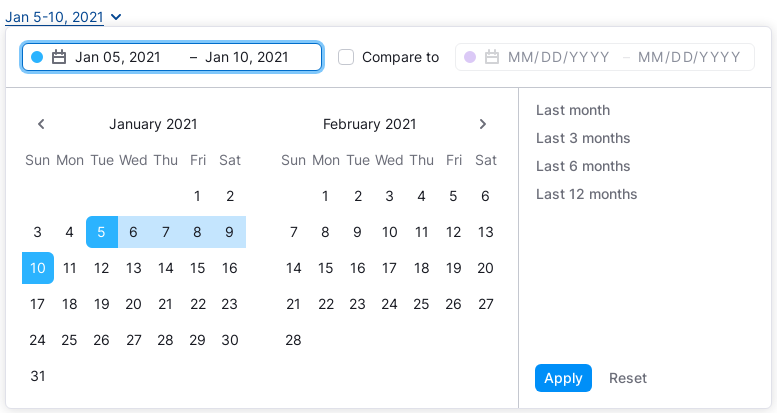 Jan 5-10, 2021
Jan 05, 2021 – Jan 10, 2021 Compare to MM/DD/YYYY – MM/DD/YYYY
January 2021 February 2021
Sun Mon Tue Wed Thu Fri Sat Sun Mon Tue Wed Thu Fri Sat
1 2 1 2 3 4 5 6
3 4 5 6 7 8 9 7 8 9 10 11 12 13
10 11 12 13 14 15 16 14 15 16 17 18 19 20
17 18 19 20 21 22 23 21 22 23 24 25 26 27
24 25 26 27 28 29 30 28
31
Last month
Last 3 months
Last 6 months
Last 12 months
Apply Reset